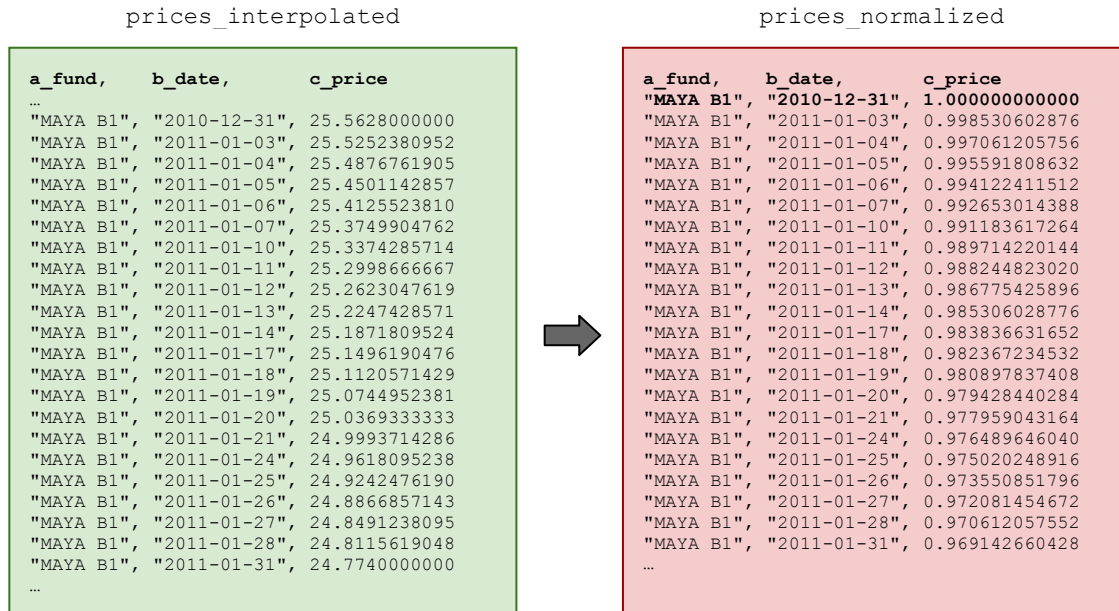 prices_interpolated
a_fund, b_date, c_price
…
"MAYA B1", "2010-12-31", 25.5628000000
"MAYA B1", "2011-01-03", 25.5252380952
"MAYA B1", "2011-01-04", 25.4876761905
"MAYA B1", "2011-01-05", 25.4501142857
"MAYA B1", "2011-01-06", 25.4125523810
"MAYA B1", "2011-01-07", 25.3749904762
"MAYA B1", "2011-01-10", 25.3374285714
"MAYA B1", "2011-01-11", 25.2998666667
"MAYA B1", "2011-01-12", 25.2623047619
"MAYA B1", "2011-01-13", 25.2247428571
"MAYA B1", "2011-01-14", 25.1871809524
"MAYA B1", "2011-01-17", 25.1496190476
"MAYA B1", "2011-01-18", 25.1120571429
"MAYA B1", "2011-01-19", 25.0744952381
"MAYA B1", "2011-01-20", 25.0369333333
"MAYA B1", "2011-01-21", 24.9993714286
"MAYA B1", "2011-01-24", 24.9618095238
"MAYA B1", "2011-01-25", 24.9242476190
"MAYA B1", "2011-01-26", 24.8866857143
"MAYA B1", "2011-01-27", 24.8491238095
"MAYA B1", "2011-01-28", 24.8115619048
"MAYA B1", "2011-01-31", 24.7740000000
…
prices_normalized
a_fund, b_date, c_price
"MAYA B1", "2010-12-31", 1.000000000000
"MAYA B1", "2011-01-03", 0.998530602876
"MAYA B1", "2011-01-04", 0.997061205756
"MAYA B1", "2011-01-05", 0.995591808632
"MAYA B1", "2011-01-06", 0.994122411512
"MAYA B1", "2011-01-07", 0.992653014388
"MAYA B1", "2011-01-10", 0.991183617264
"MAYA B1", "2011-01-11", 0.989714220144
"MAYA B1", "2011-01-12", 0.988244823020
"MAYA B1", "2011-01-13", 0.986775425896
"MAYA B1", "2011-01-14", 0.985306028776
"MAYA B1", "2011-01-17", 0.983836631652
"MAYA B1", "2011-01-18", 0.982367234532
"MAYA B1", "2011-01-19", 0.980897837408
"MAYA B1", "2011-01-20", 0.979428440284
"MAYA B1", "2011-01-21", 0.977959043164
"MAYA B1", "2011-01-24", 0.976489646040
"MAYA B1", "2011-01-25", 0.975020248916
"MAYA B1", "2011-01-26", 0.973550851796
"MAYA B1", "2011-01-27", 0.972081454672
"MAYA B1", "2011-01-28", 0.970612057552
"MAYA B1", "2011-01-31", 0.969142660428
…